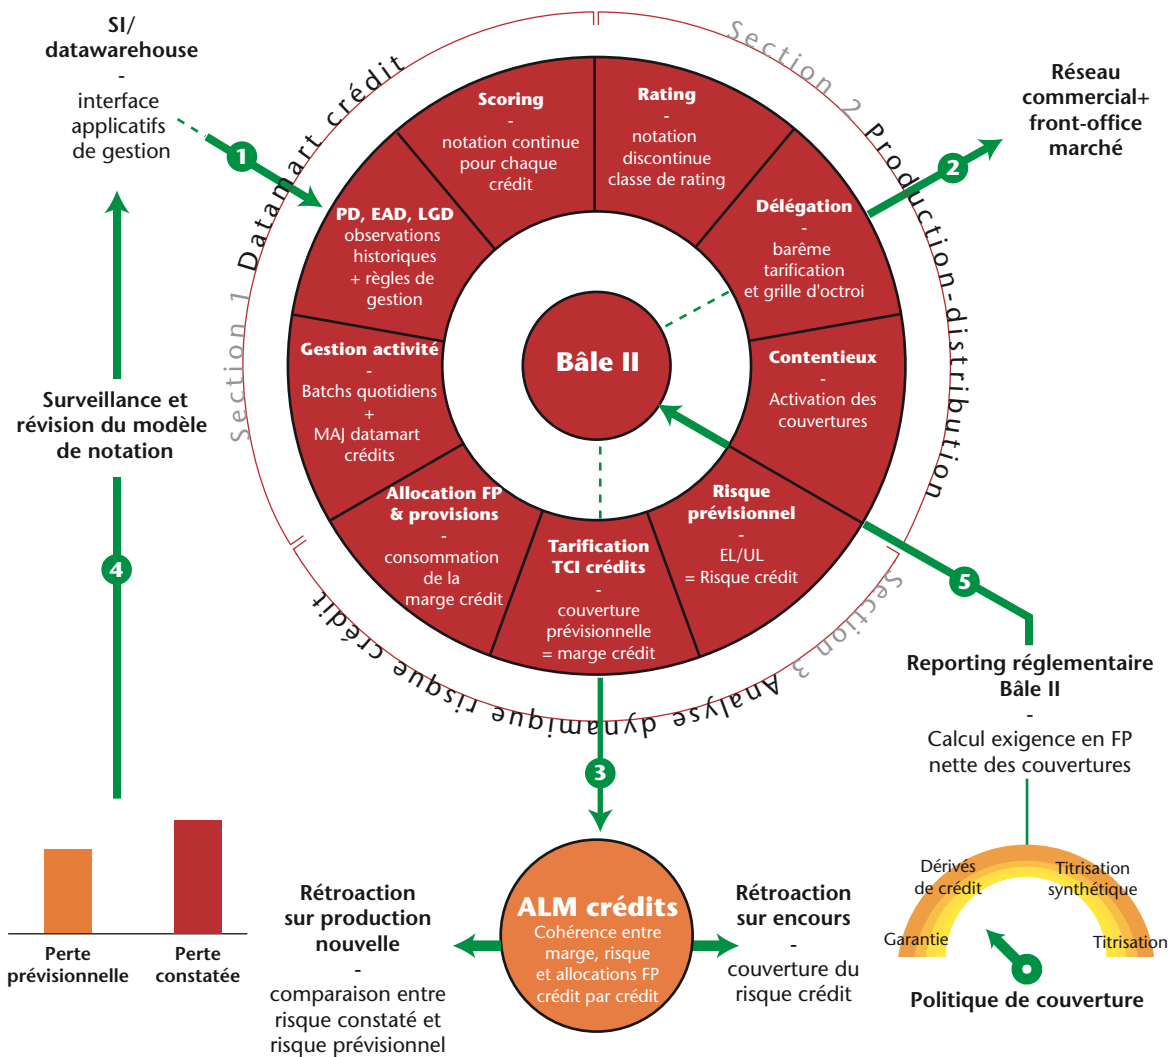 SI/
datawarehouse
-
interface
applicatifs
de gestion
1
Section 1 Datamart crédit
Section 2 Production-distribution
Section 3 Analyse dynamique risque crédit
Scoring
-
notation continue
pour chaque
crédit
Rating
-
notation
discontinue
classe de rating
Délégation
-
barême
tarification
et grille d'octroi
Contentieux
-
Activation des
couvertures
Risque
prévisionnel
-
EL/UL
= Risque crédit
Tarification
TCI crédits
-
couverture
prévisionnelle
= marge crédit
Allocation FP
& provisions
-
consommation
de la
marge crédit
Gestion activité
-
Batchs quotidiens
+
MAJ datamart
crédits
PD, EAD, LGD
observations
historiques
+ règles de
gestion
Bâle II
2
Réseau
commercial+
front-office
marché
Surveillance et
révision du modèle
de notation
4
Perte
prévisionnelle
Perte
constatée
3
ALM crédits
Cohérence entre
marge, risque
et allocations FP
crédit par crédit
Rétroaction
sur production
nouvelle
-
comparaison entre
risque constaté et
risque prévisionnel
Rétroaction
sur encours
-
couverture du
risque crédit
5
Reporting réglementaire
Bâle II
-
Calcul exigence en FP
nette des couvertures
Dérivés
de crédit
Titrisation
synthétique
Garantie
Titrisation
Politique de couverture